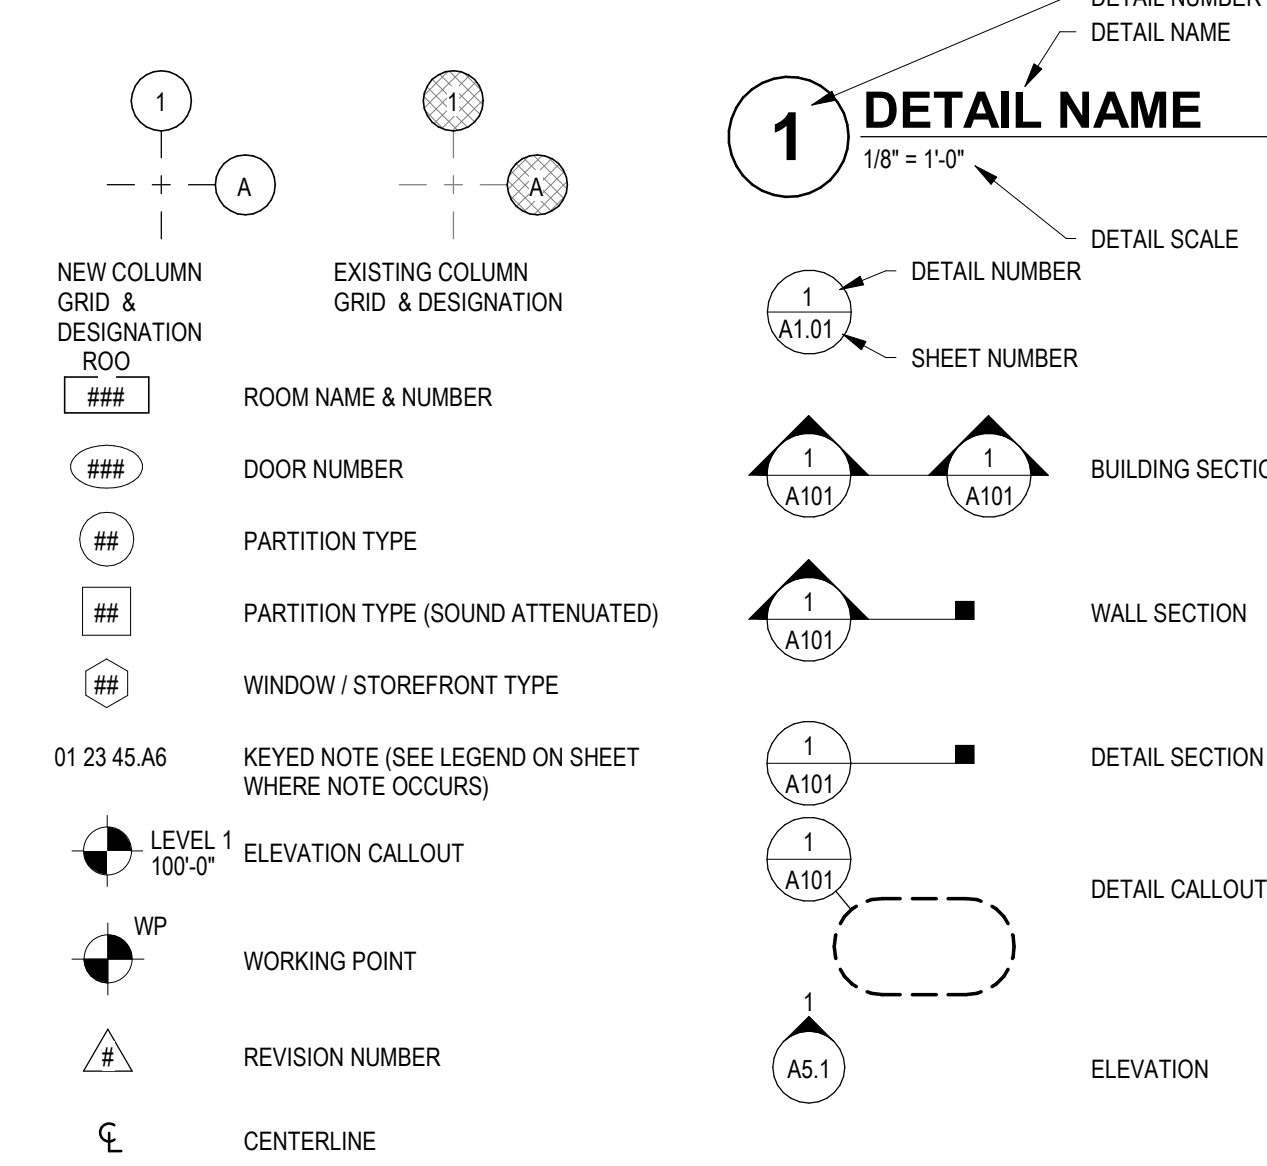 1
A
NEW COLUMN
GRID & 
DESIGNATION
1
A
EXISTING COLUMN
GRID & DESIGNATION
ROO
###
ROOM NAME & NUMBER
###
DOOR NUMBER
##
PARTITION TYPE
##
PARTITION TYPE (SOUND ATTENUATED)
##
WINDOW / STOREFRONT TYPE
01 23 45.A6
KEYED NOTE (SEE LEGEND ON SHEET
WHERE NOTE OCCURS)
LEVEL 1
100'-0"
ELEVATION CALLOUT
WP
WORKING POINT
#
REVISION NUMBER
℄
CENTERLINE
DETAIL NUMBER
DETAIL NAME
1
DETAIL NAME
1/8" = 1'-0"
DETAIL SCALE
DETAIL NUMBER
1
A1.01
SHEET NUMBER
1
A101
1
A101
BUILDING SECTIO
1
A101
WALL SECTION
1
A101
DETAIL SECTION
1
A101
DETAIL CALLOUT
1
A5.1
ELEVATION